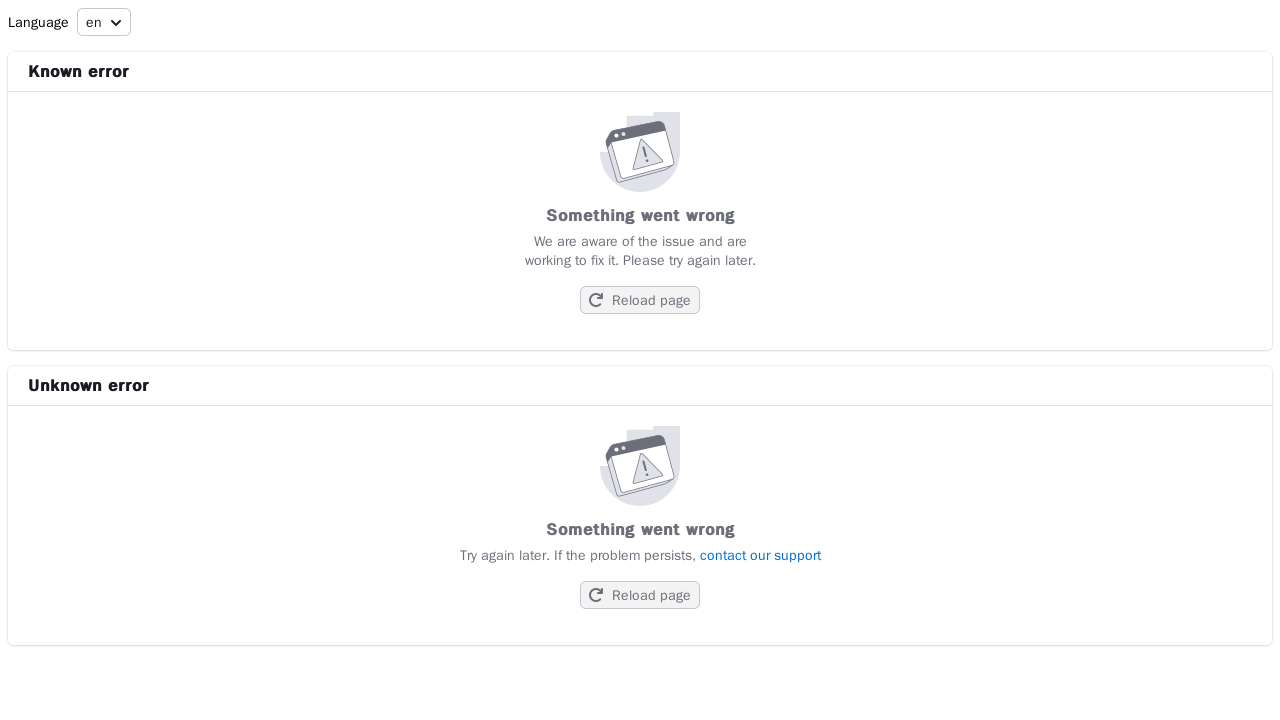 Language en
Known error
Something went wrong
We are aware of the issue and are
working to fix it. Please try again later.
Reload page
Unknown error
Something went wrong
Try again later. If the problem persists, contact our support
Reload page